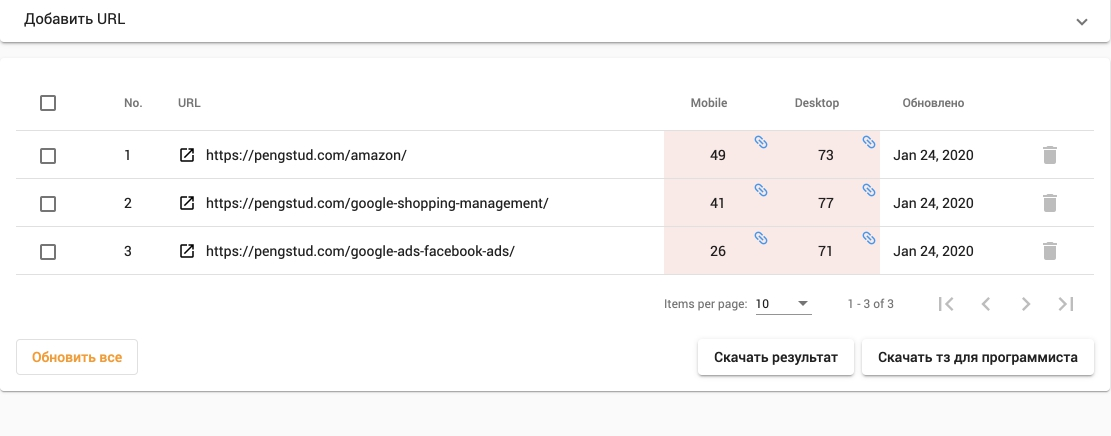 Добавить URL
No. URL Mobile Desktop Обновлено
1 https://pengstud.com/amazon/ 49 73 Jan 24, 2020
2 https://pengstud.com/google-shopping-management/ 41 77 Jan 24, 2020
3 https://pengstud.com/google-ads-facebook-ads/ 26 71 Jan 24, 2020
Items per page: 10 1 - 3 of 3
Обновить все Скачать результат Скачать тз для программиста